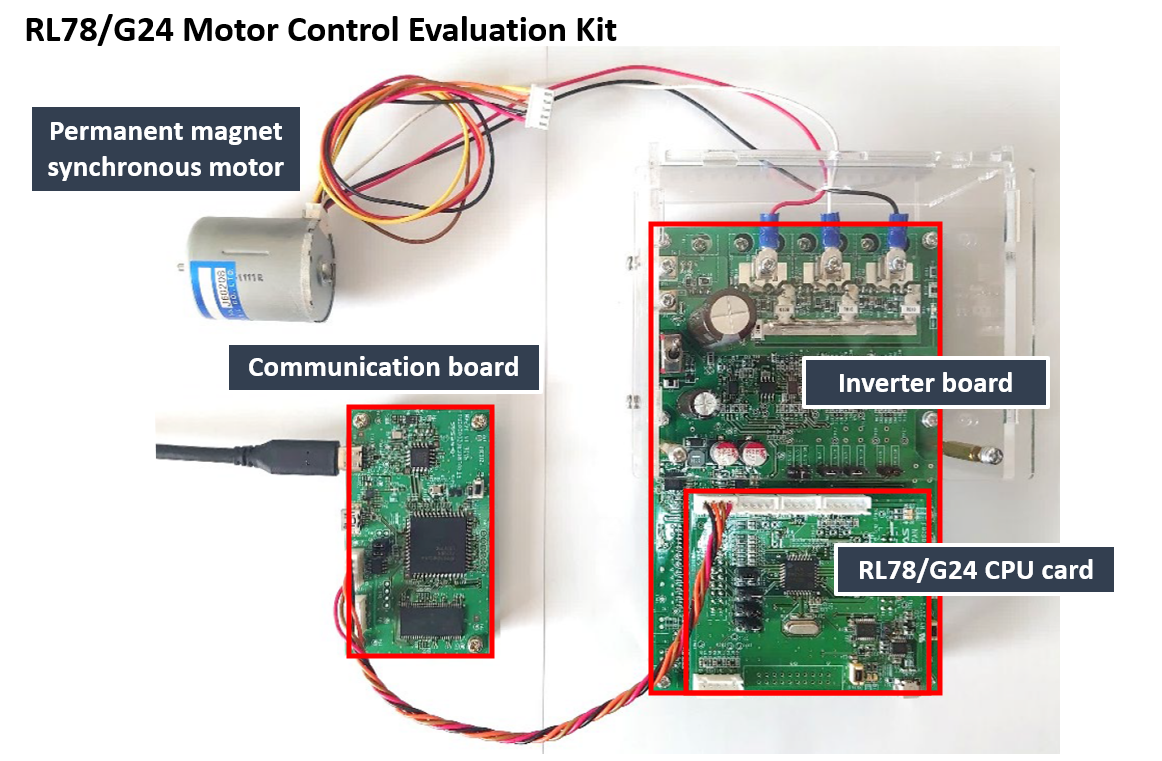 RL78/G24 Motor Control Evaluation Kit
Permanent magnet
synchronous motor
Communication board
Inverter board
RL78/G24 CPU card